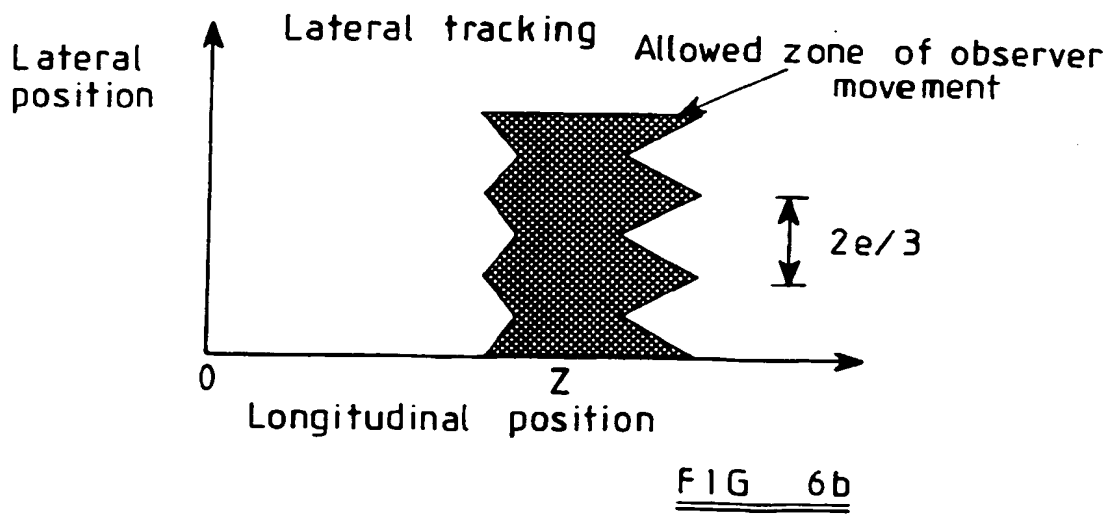 Lateral tracking
Lateral
position
Allowed zone of observer
movement
2e/3
0
Z
Longitudinal position
FIG 6b